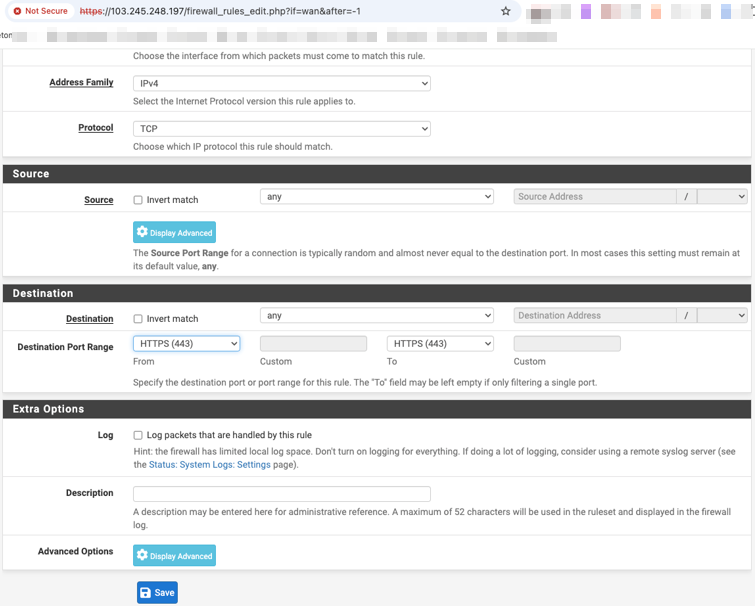 Not Secure https://103.245.248.197/firewall_rules_edit.php?if=wan&after=-1
Choose the interface from which packets must come to match this rule.
Address Family IPv4
Select the Internet Protocol version this rule applies to.
Protocol TCP
Choose which IP protocol this rule should match.
Source
Source Invert match any Source Address /
Display Advanced
The Source Port Range for a connection is typically random and almost never equal to the destination port. In most cases this setting must remain at
its default value, any.
Destination
Destination Invert match any Destination Address /
Destination Port Range HTTPS (443) HTTPS (443)
From Custom To Custom
Specify the destination port or port range for this rule. The "To" field may be left empty if only filtering a single port.
Extra Options
Log Log packets that are handled by this rule
Hint: the firewall has limited local log space. Don't turn on logging for everything. If doing a lot of logging, consider using a remote syslog server (see
the Status: System Logs: Settings page).
Description
A description may be entered here for administrative reference. A maximum of 52 characters will be used in the ruleset and displayed in the firewall
log.
Advanced Options Display Advanced
Save